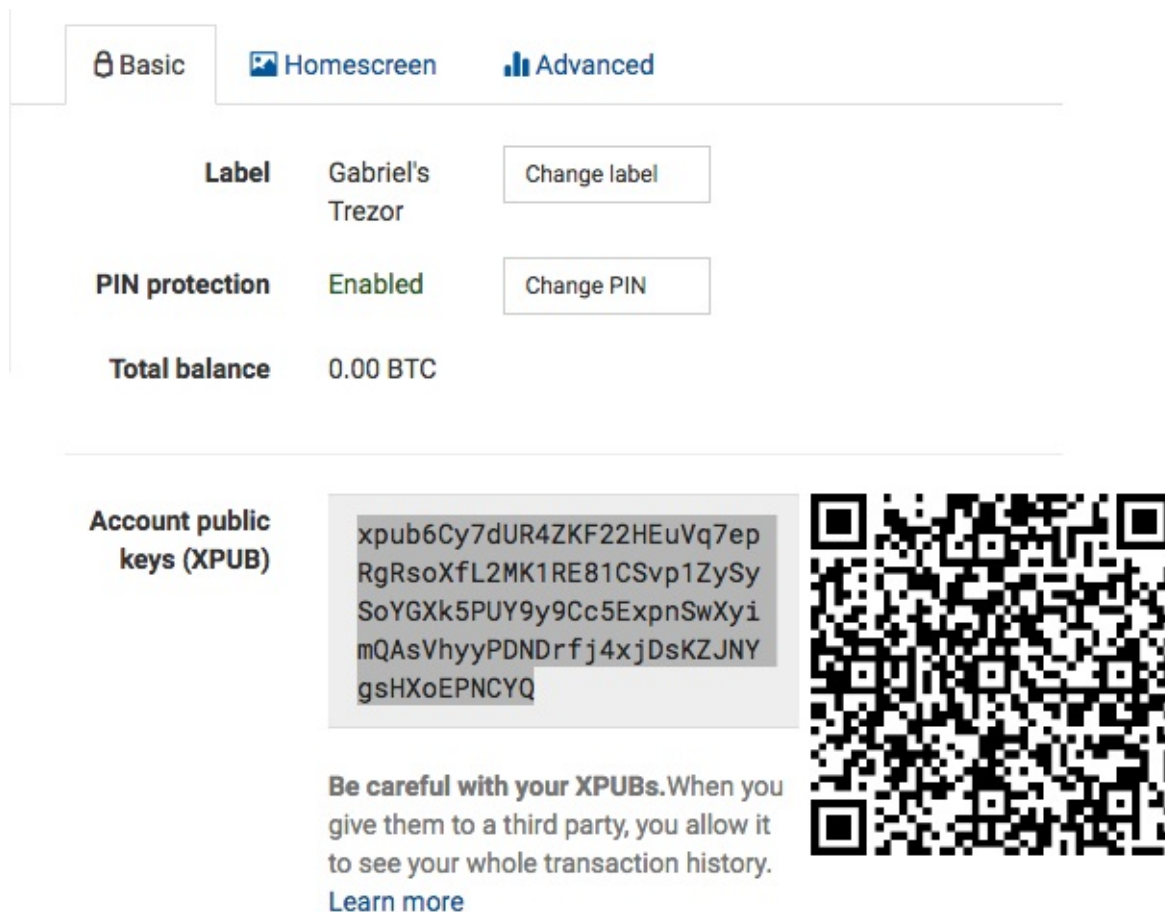 Basic
Homescreen
Advanced
Label
Gabriel's
Trezor
Change label
PIN protection
Enabled
Change PIN
Total balance
0.00 BTC
Account public
keys (XPUB)
xpub6Cy7dUR4ZKF22HEuVq7ep
RgRsoXfL2MK1RE81CSvp1ZySy
SoYGXk5PUY9y9Cc5ExpnSwXyi
mQAsVhyyPDNDrfj4xjDsKZJNY
gsHXoEPNCYQ
Be careful with your XPUBs.When you
give them to a third party, you allow it
to see your whole transaction history.
Learn more